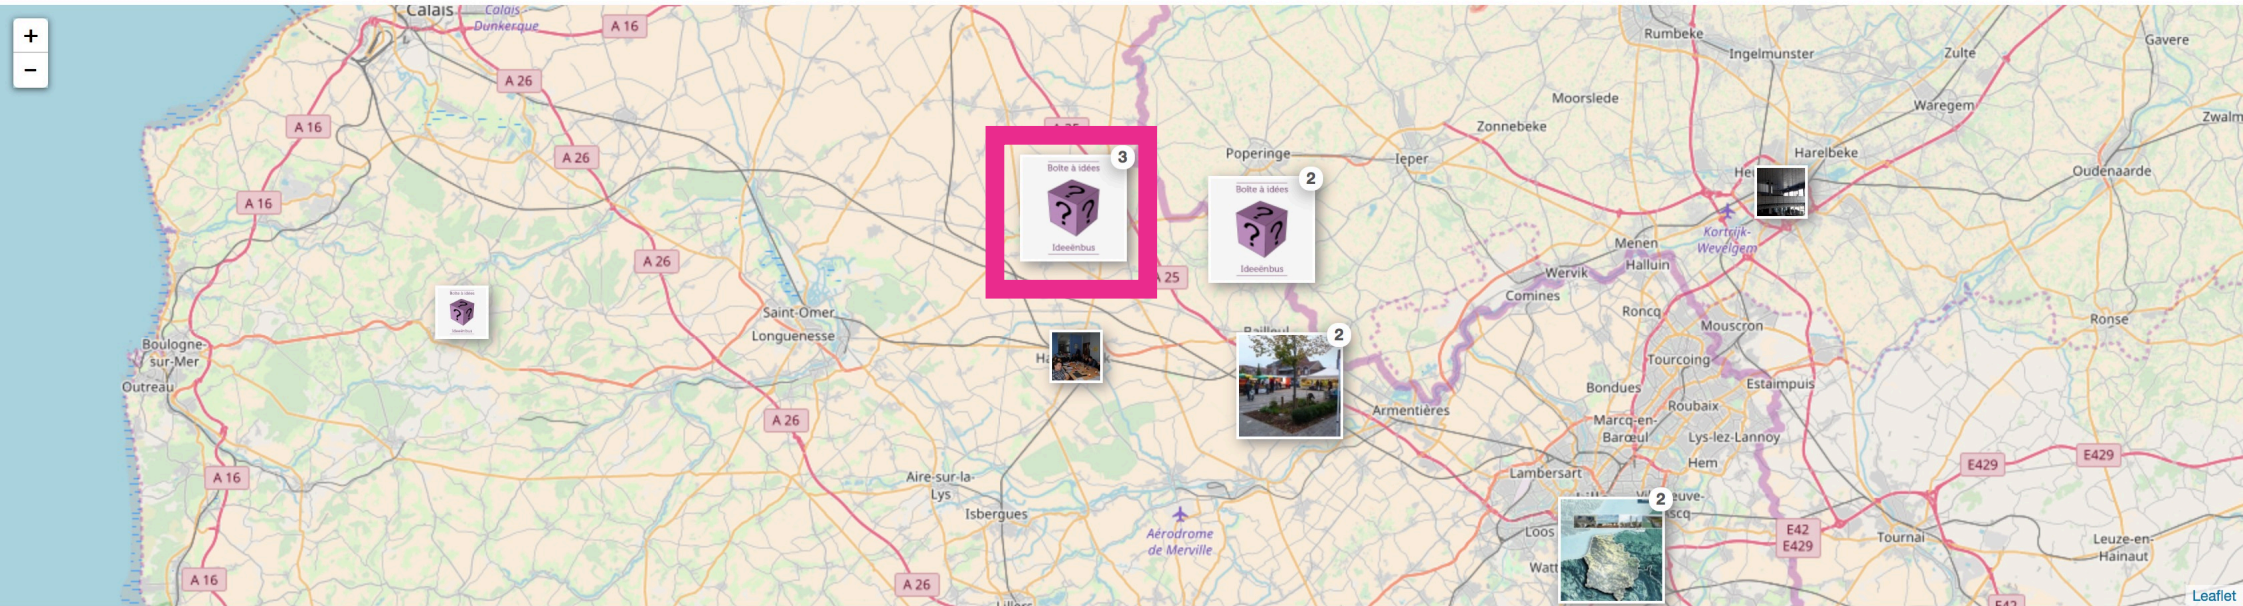 +
−
Calais
Calais
Dunkerque
A 16
A 26
A 16
A 26
A 16
A 26
A 25
Boîte à idées
Ideeënbus
3
Boîte à idées
Ideeënbus
2
Poperinge
Ieper
Zonnebeke
Moorslede
Rumbeke
Ingelmunster
Zulte
Gavere
Waregem
Harelbeke
Oudenaarde
Kortrijk-
Wevelgem
Menen
Halluin
Wervik
Comines
Roncq
Mouscron
Ronse
Tourcoing
Bondues
Estaimpuis
Roubaix
Marcq-en-
Barœul
Lys-lez-Lannoy
Hem
Lambersart
Armentières
2
Boîte à idées
Ideeënbus
Saint-Omer
Longuenesse
Boulogne-
sur-Mer
Outreau
A 26
A 16
Aire-sur-la-
Lys
Isbergues
Aérodrome
de Merville
2
Loos
E429
E429
E42
E429
Tournai
Leuze-en-
Hainaut
A 16
A 26
Leaflet